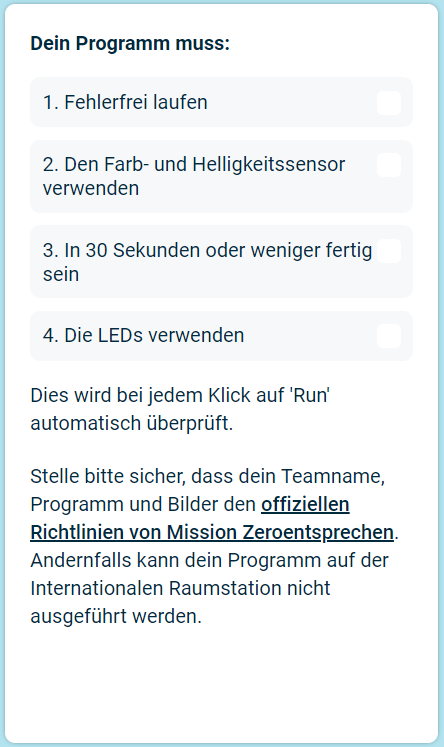 Dein Programm muss:
1. Fehlerfrei laufen
2. Den Farb- und Helligkeitssensor
verwenden
3. In 30 Sekunden oder weniger fertig
sein
4. Die LEDs verwenden
Dies wird bei jedem Klick auf 'Run'
automatisch überprüft.
Stelle bitte sicher, dass dein Teamname,
Programm und Bilder den offiziellen
Richtlinien von Mission Zeroentsprechen.
Andernfalls kann dein Programm auf der
Internationalen Raumstation nicht
ausgeführt werden.